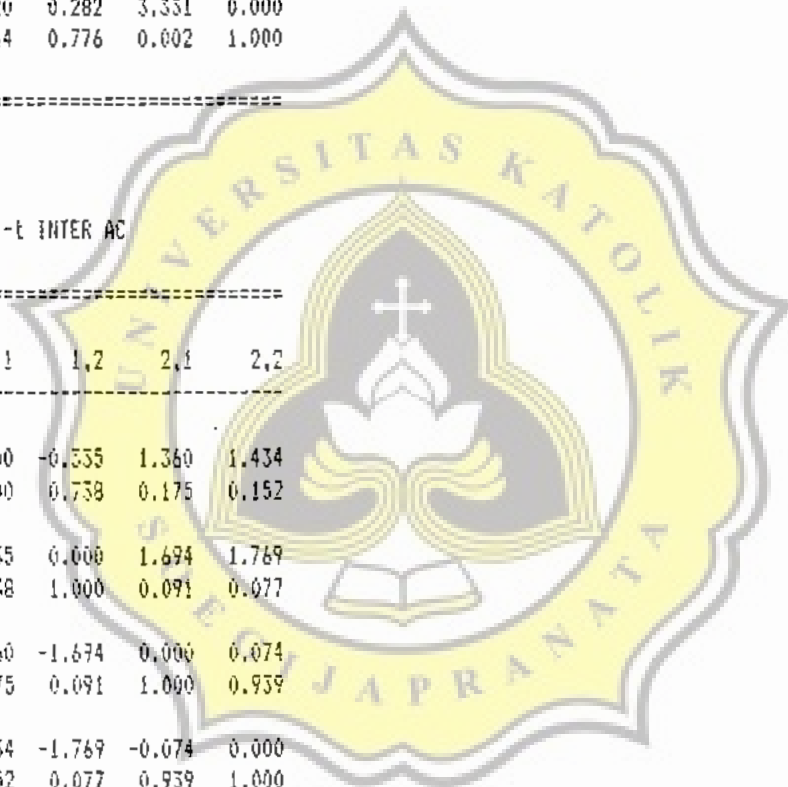 0.282 3.331 0.000
4 0.776 0.002 1.000
=============================
-t INTER AC
=============================
1 1,2 2,1 2,2
-----------------------------
0 -0.335 1.360 1.434
0 0.738 0.175 0.152
5 0.000 1.694 1.769
8 1.000 0.091 0.077
0 -1.694 0.000 0.074
5 0.091 1.000 0.939
4 -1.769 -0.074 0.000
2 0.077 0.939 1.000
UNIVERSITAS KATOLIK
SOEGIJAPRANATA